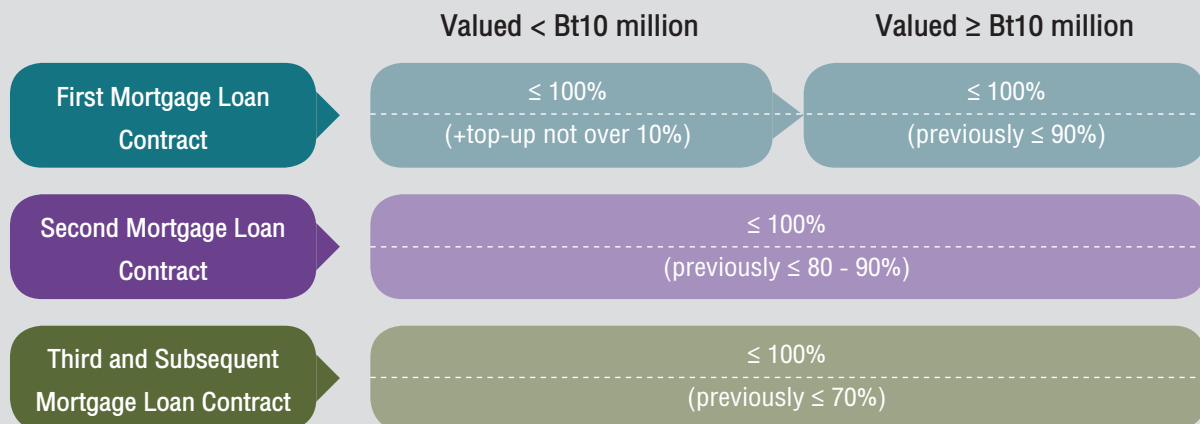 Valued < Bt10 million
Valued ≥ Bt10 million
First Mortgage Loan
Contract
≤ 100%
(+top-up not over 10%)
≤ 100%
(previously ≤ 90%)
Second Mortgage Loan
Contract
≤ 100%
(previously ≤ 80 - 90%)
Third and Subsequent
Mortgage Loan Contract
≤ 100%
(previously ≤ 70%)